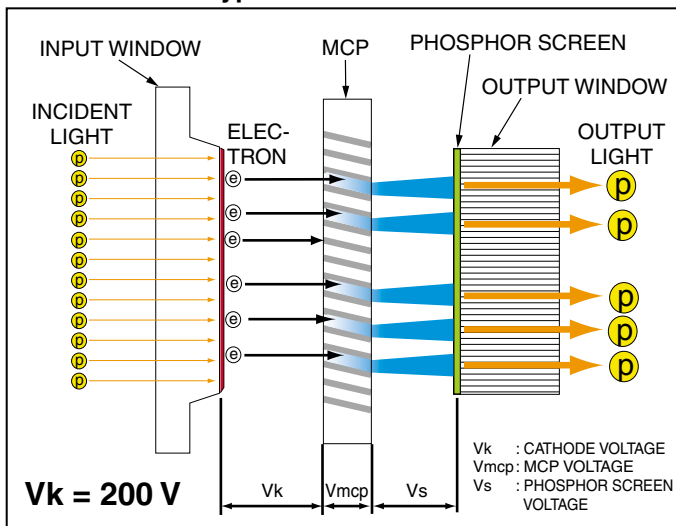 INPUT WINDOW
MCP
PHOSPHOR SCREEN
OUTPUT WINDOW
INCIDENT
LIGHT
ELEC-
TRON
OUTPUT
LIGHT
p
p
p
p
p
p
p
p
p
p
p
p
e
e
e
e
e
e
p
p
p
p
p
Vk = 200 V
Vk
Vmcp
Vs
Vk : CATHODE VOLTAGE
Vmcp : MCP VOLTAGE
Vs : PHOSPHOR SCREEN
VOLTAGE